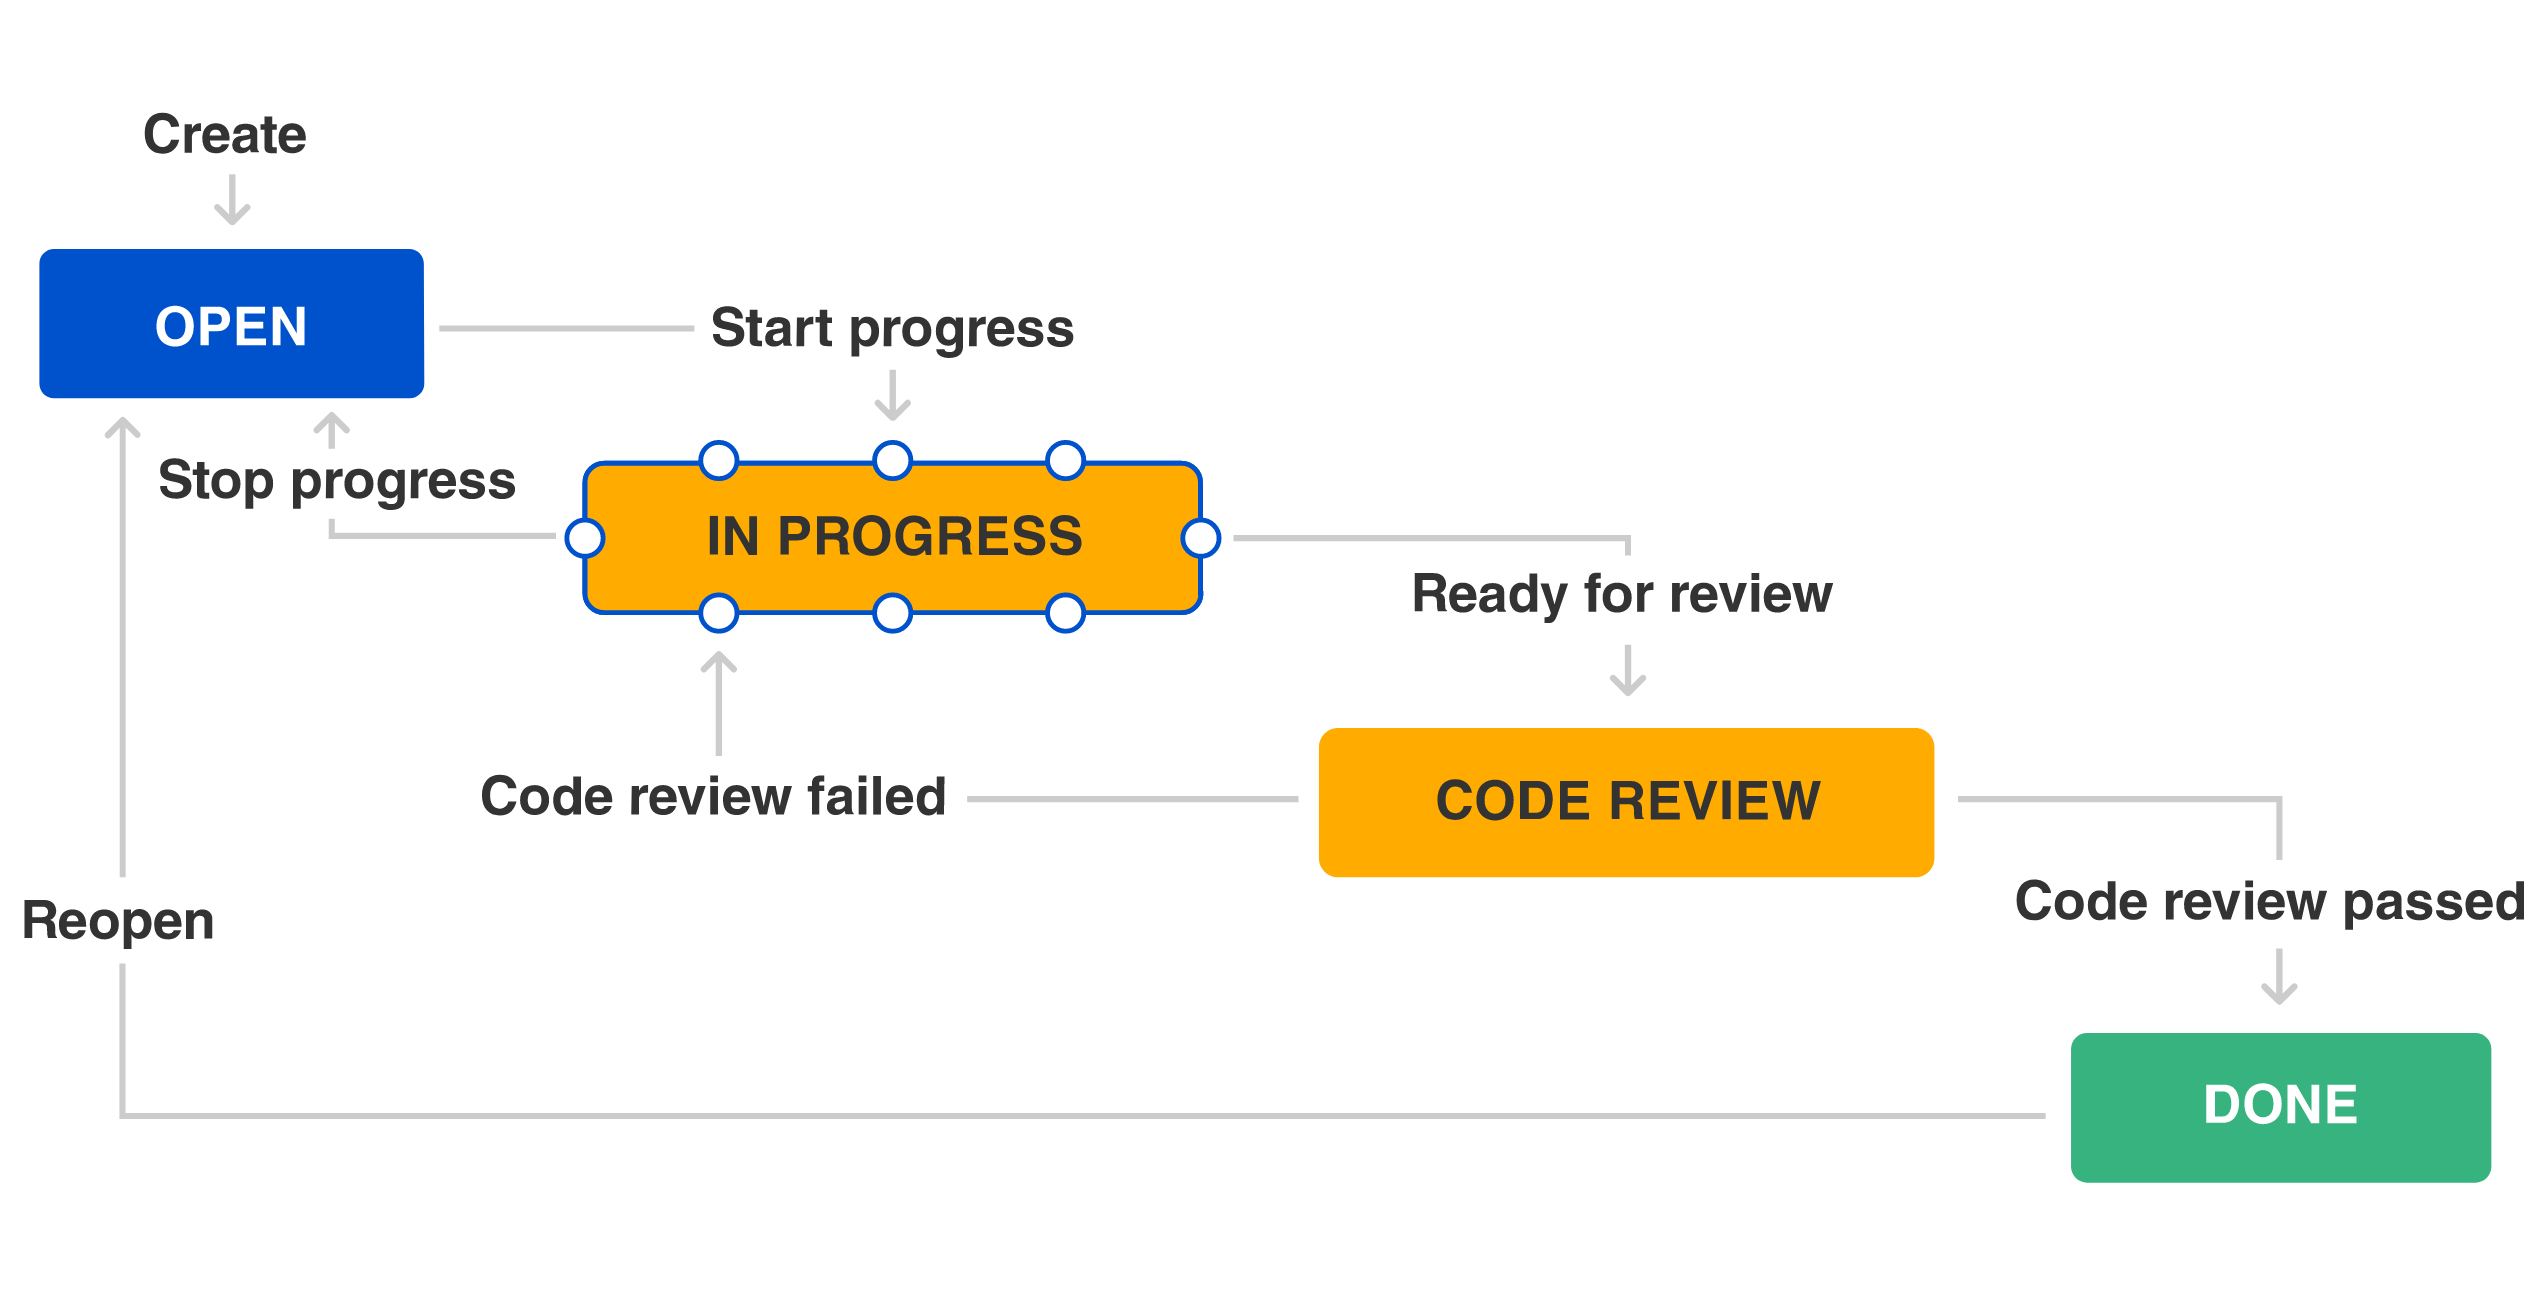 Create
OPEN
Start progress
Stop progress
IN PROGRESS
Ready for review
Code review failed
CODE REVIEW
Code review passed
Reopen
DONE